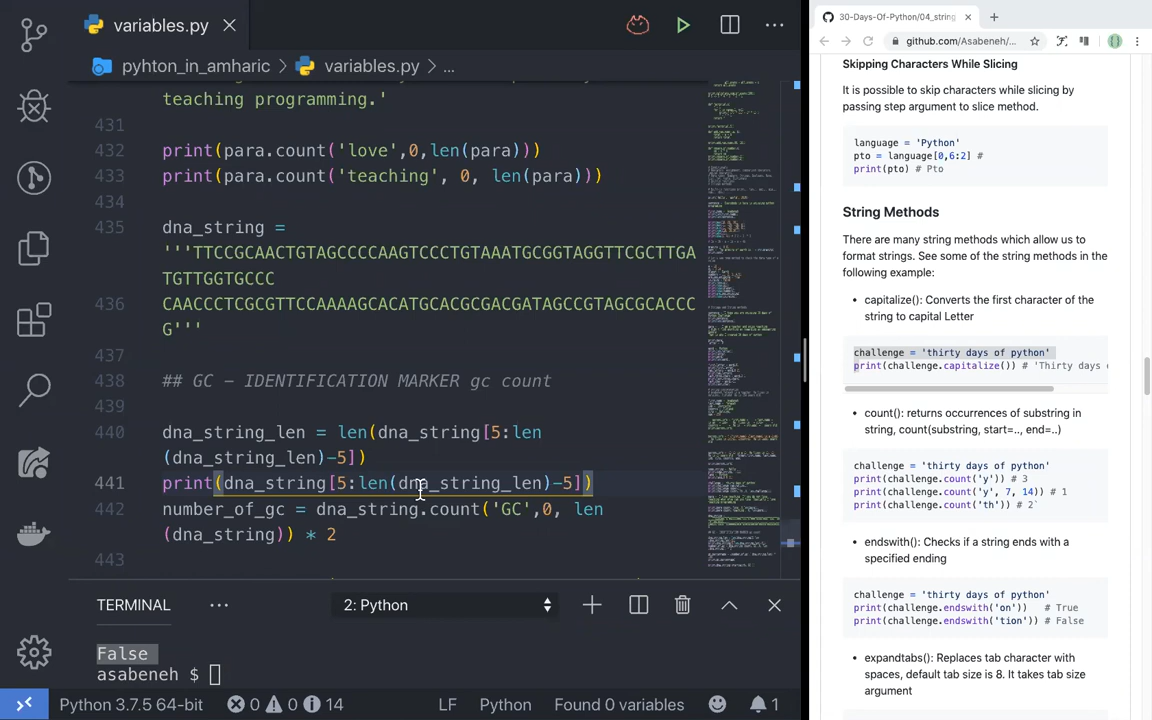 variables.py
pyhton_in_amharic > variables.py > ...
teaching programming.'
431
432 print(para.count('love',0,len(para)))
433 print(para.count('teaching', 0, len(para)))
434
435 dna_string =
'''TTCCGCAACTGTAGCCCCAAGTCCCTGTAAATGCGGTAGGTTCGCTTGA
TGTTGGTGCCC
436 CAACCCTCGCGTTCCAAAAGCACATGCACGCGACGATAGCCGTAGCGCACCC
G'''
437
438 ## GC - IDENTIFICATION MARKER gc count
439
440 dna_string_len = len(dna_string[5:len
(dna_string_len)-5])
441 print(dna_string[5:len(dna_string_len)-5])
442 number_of_gc = dna_string.count('GC',0, len
(dna_string)) * 2
443
TERMINAL ... 2: Python
False
asabeneh $
Python 3.7.5 64-bit 0 0 14 LF Python Found 0 variables 1
30-Days-Of-Python/04_string
github.com/Asabeneh/...
Skipping Characters While Slicing
It is possible to skip characters while slicing by
passing step argument to slice method.
language = 'Python'
pto = language[0,6:2] #
print(pto) # Pto
String Methods
There are many string methods which allow us to
format strings. See some of the string methods in the
following example:
• capitalize(): Converts the first character of the
string to capital Letter
challenge = 'thirty days of python'
print(challenge.capitalize()) # 'Thirty days
• count(): returns occurrences of substring in
string, count(substring, start=.., end=..)
challenge = 'thirty days of python'
print(challenge.count('y')) # 3
print(challenge.count('y', 7, 14)) # 1
print(challenge.count('th')) # 2`
• endswith(): Checks if a string ends with a
specified ending
challenge = 'thirty days of python'
print(challenge.endswith('on')) # True
print(challenge.endswith('tion')) # False
• expandtabs(): Replaces tab character with
spaces, default tab size is 8. It takes tab size
argument